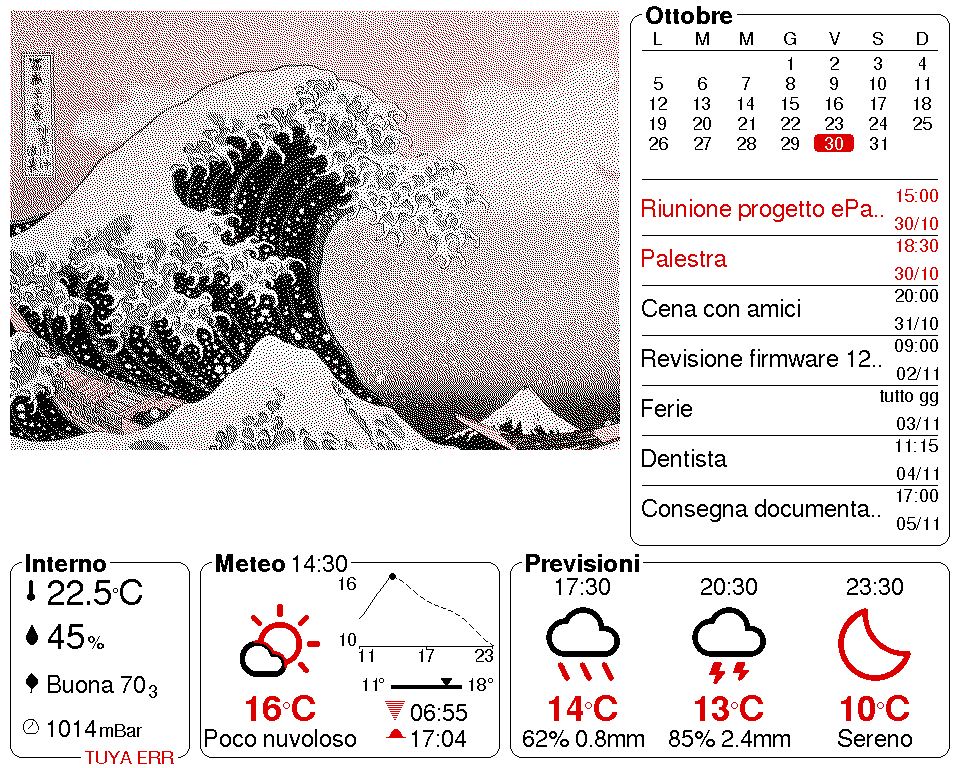 Ottobre
L M M G V S D
1 2 3 4
5 6 7 8 9 10 11
12 13 14 15 16 17 18
19 20 21 22 23 24 25
26 27 28 29 30 31
Riunione progetto ePa.. 15:00
30/10
Palestra 18:30
30/10
Cena con amici 20:00
31/10
Revisione firmware 12.. 09:00
02/11
Ferie tutto gg
03/11
Dentista 11:15
04/11
Consegna documenta.. 17:00
05/11
Interno
22.5°C
45%
Buona 70 3
1014 mBar
TUYA ERR
Meteo 14:30
16
10
11 17 23
11° 18°
16°C
06:55
Poco nuvoloso
17:04
Previsioni
17:30 20:30 23:30
14°C 13°C 10°C
62% 0.8mm 85% 2.4mm Sereno